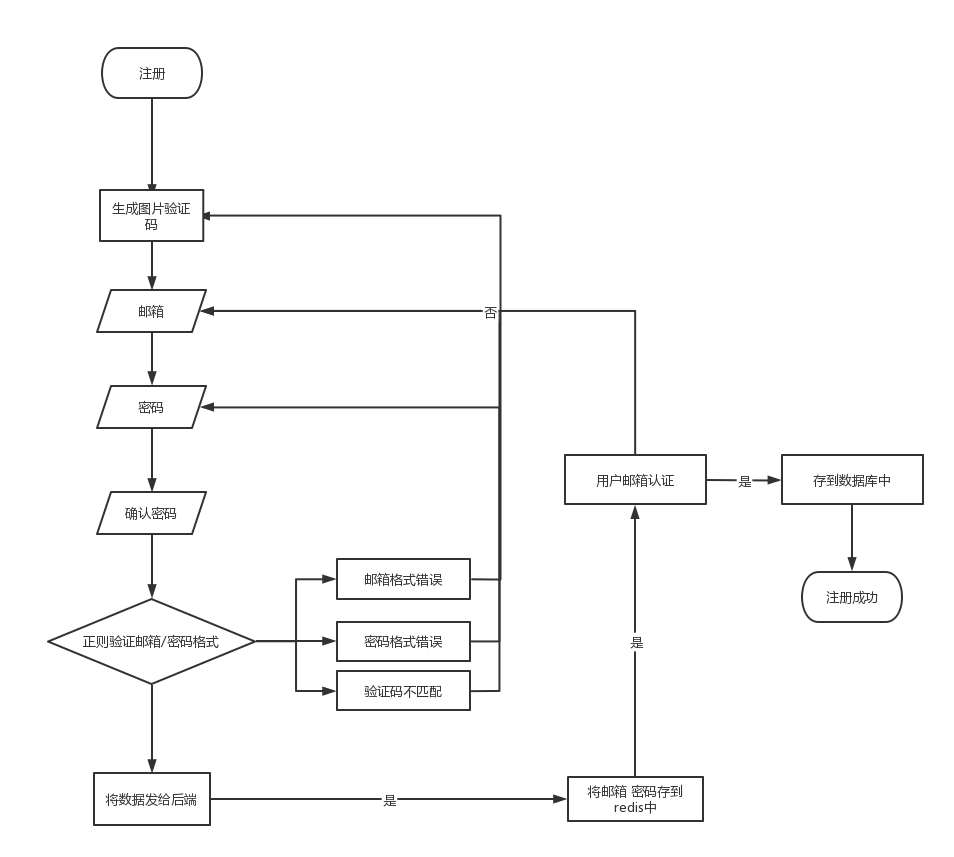 注册
生成图片验证
码
邮箱
否
密码
用户邮箱认证
是
存到数据库中
确认密码
邮箱格式错误
注册成功
正则验证邮箱/密码格式
密码格式错误
是
验证码不匹配
将数据发给后端
是
将邮箱 密码存到
redis中